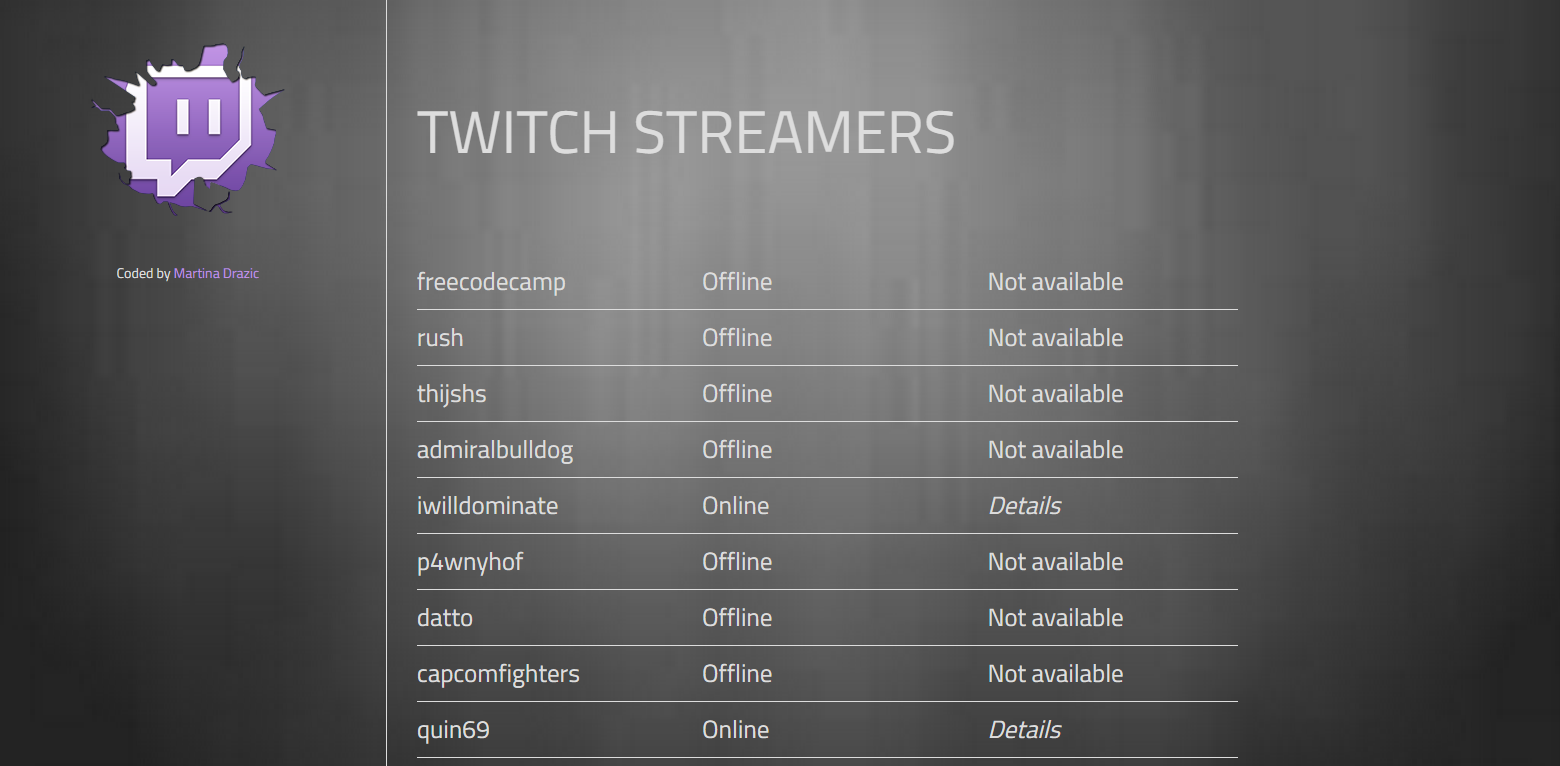 Coded by Martina Drazic
TWITCH STREAMERS
freecodecamp Offline Not available
rush Offline Not available
thijshs Offline Not available
admiralbulldog Offline Not available
iwilldominate Online Details
p4wnyhof Offline Not available
datto Offline Not available
capcomfighters Offline Not available
quin69 Online Details